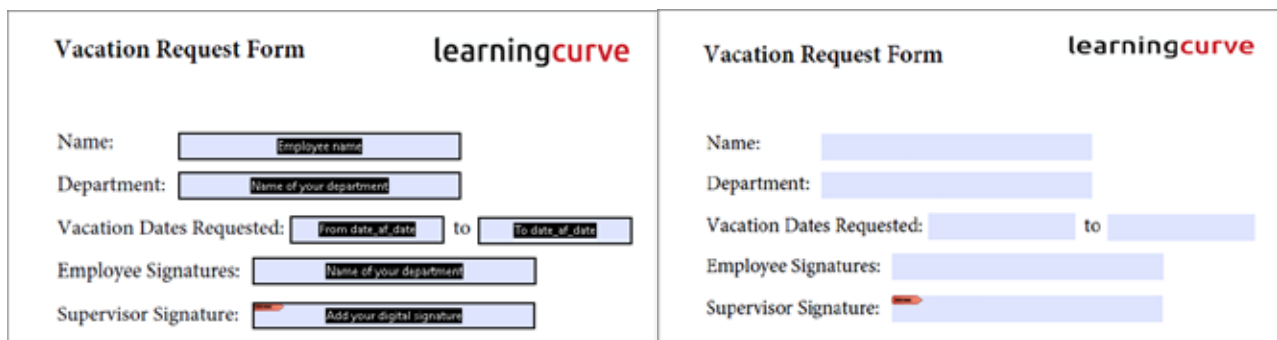 Vacation Request Form
learningcurve
Name:
Employee name
Department:
Name of your department
Vacation Dates Requested:
From date_af_date
to
To date_af_date
Employee Signatures:
Name of your department
Supervisor Signature:
Add your digital signature
Vacation Request Form
learningcurve
Name:
Department:
Vacation Dates Requested:
to
Employee Signatures:
Supervisor Signature: